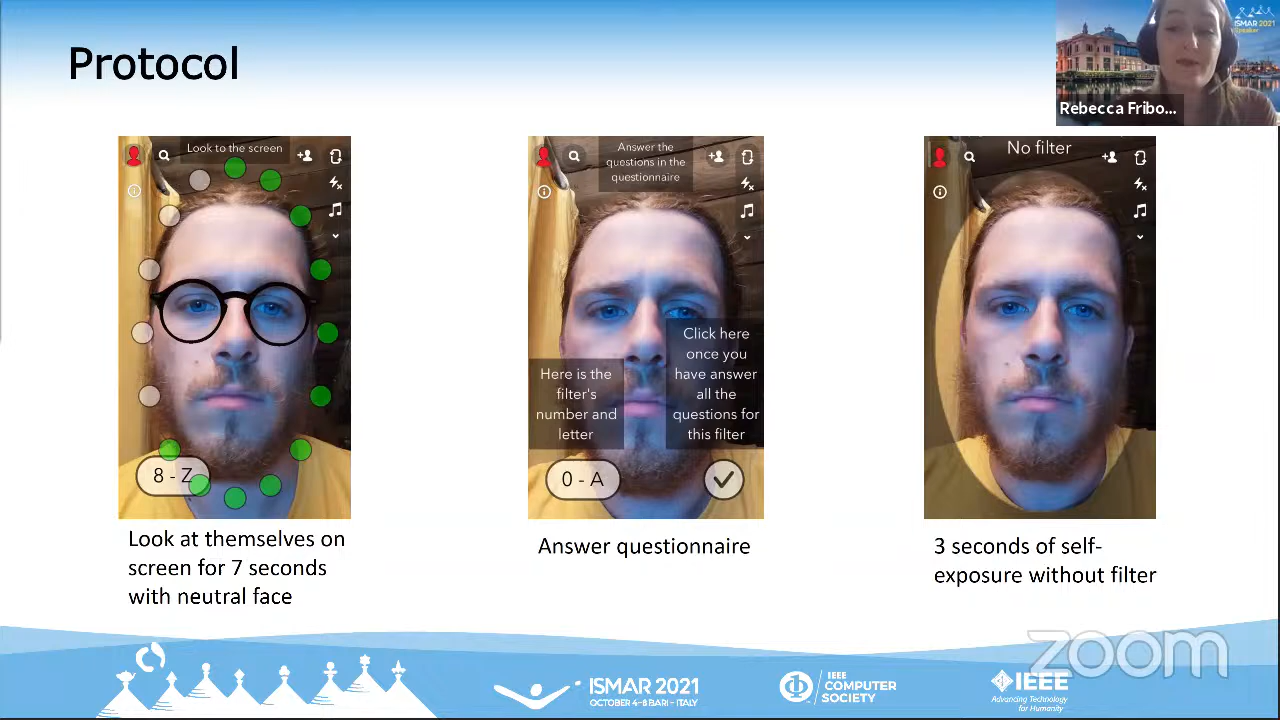 Protocol
ISMAR 2021
Rebecca Fribo...
Look to the screen
8 - Z
Look at themselves on
screen for 7 seconds
with neutral face
Answer the
questions in the
questionnaire
Here is the
filter's
number and
letter
Click here
once you
have answer
all the
questions for
this filter
0 - A
Answer questionnaire
No filter
3 seconds of self-
exposure without filter
zoom
ISMAR 2021
OCTOBER 4-8 BARI - ITALY
IEEE
COMPUTER
SOCIETY
IEEE
Advancing Technology
for Humanity